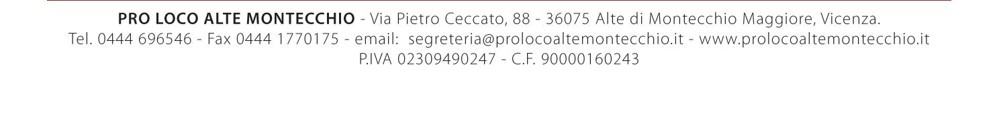 PRO LOCO ALTE MONTECCHIO - Via Pietro Ceccato, 88 - 36075 Alte di Montecchio Maggiore, Vicenza.
Tel. 0444 696546 - Fax 0444 1770175 - email:  segreteria@prolocoaltemontecchio.it - www.prolocoaltemontecchio.it
P.IVA 02309490247 - C.F. 90000160243